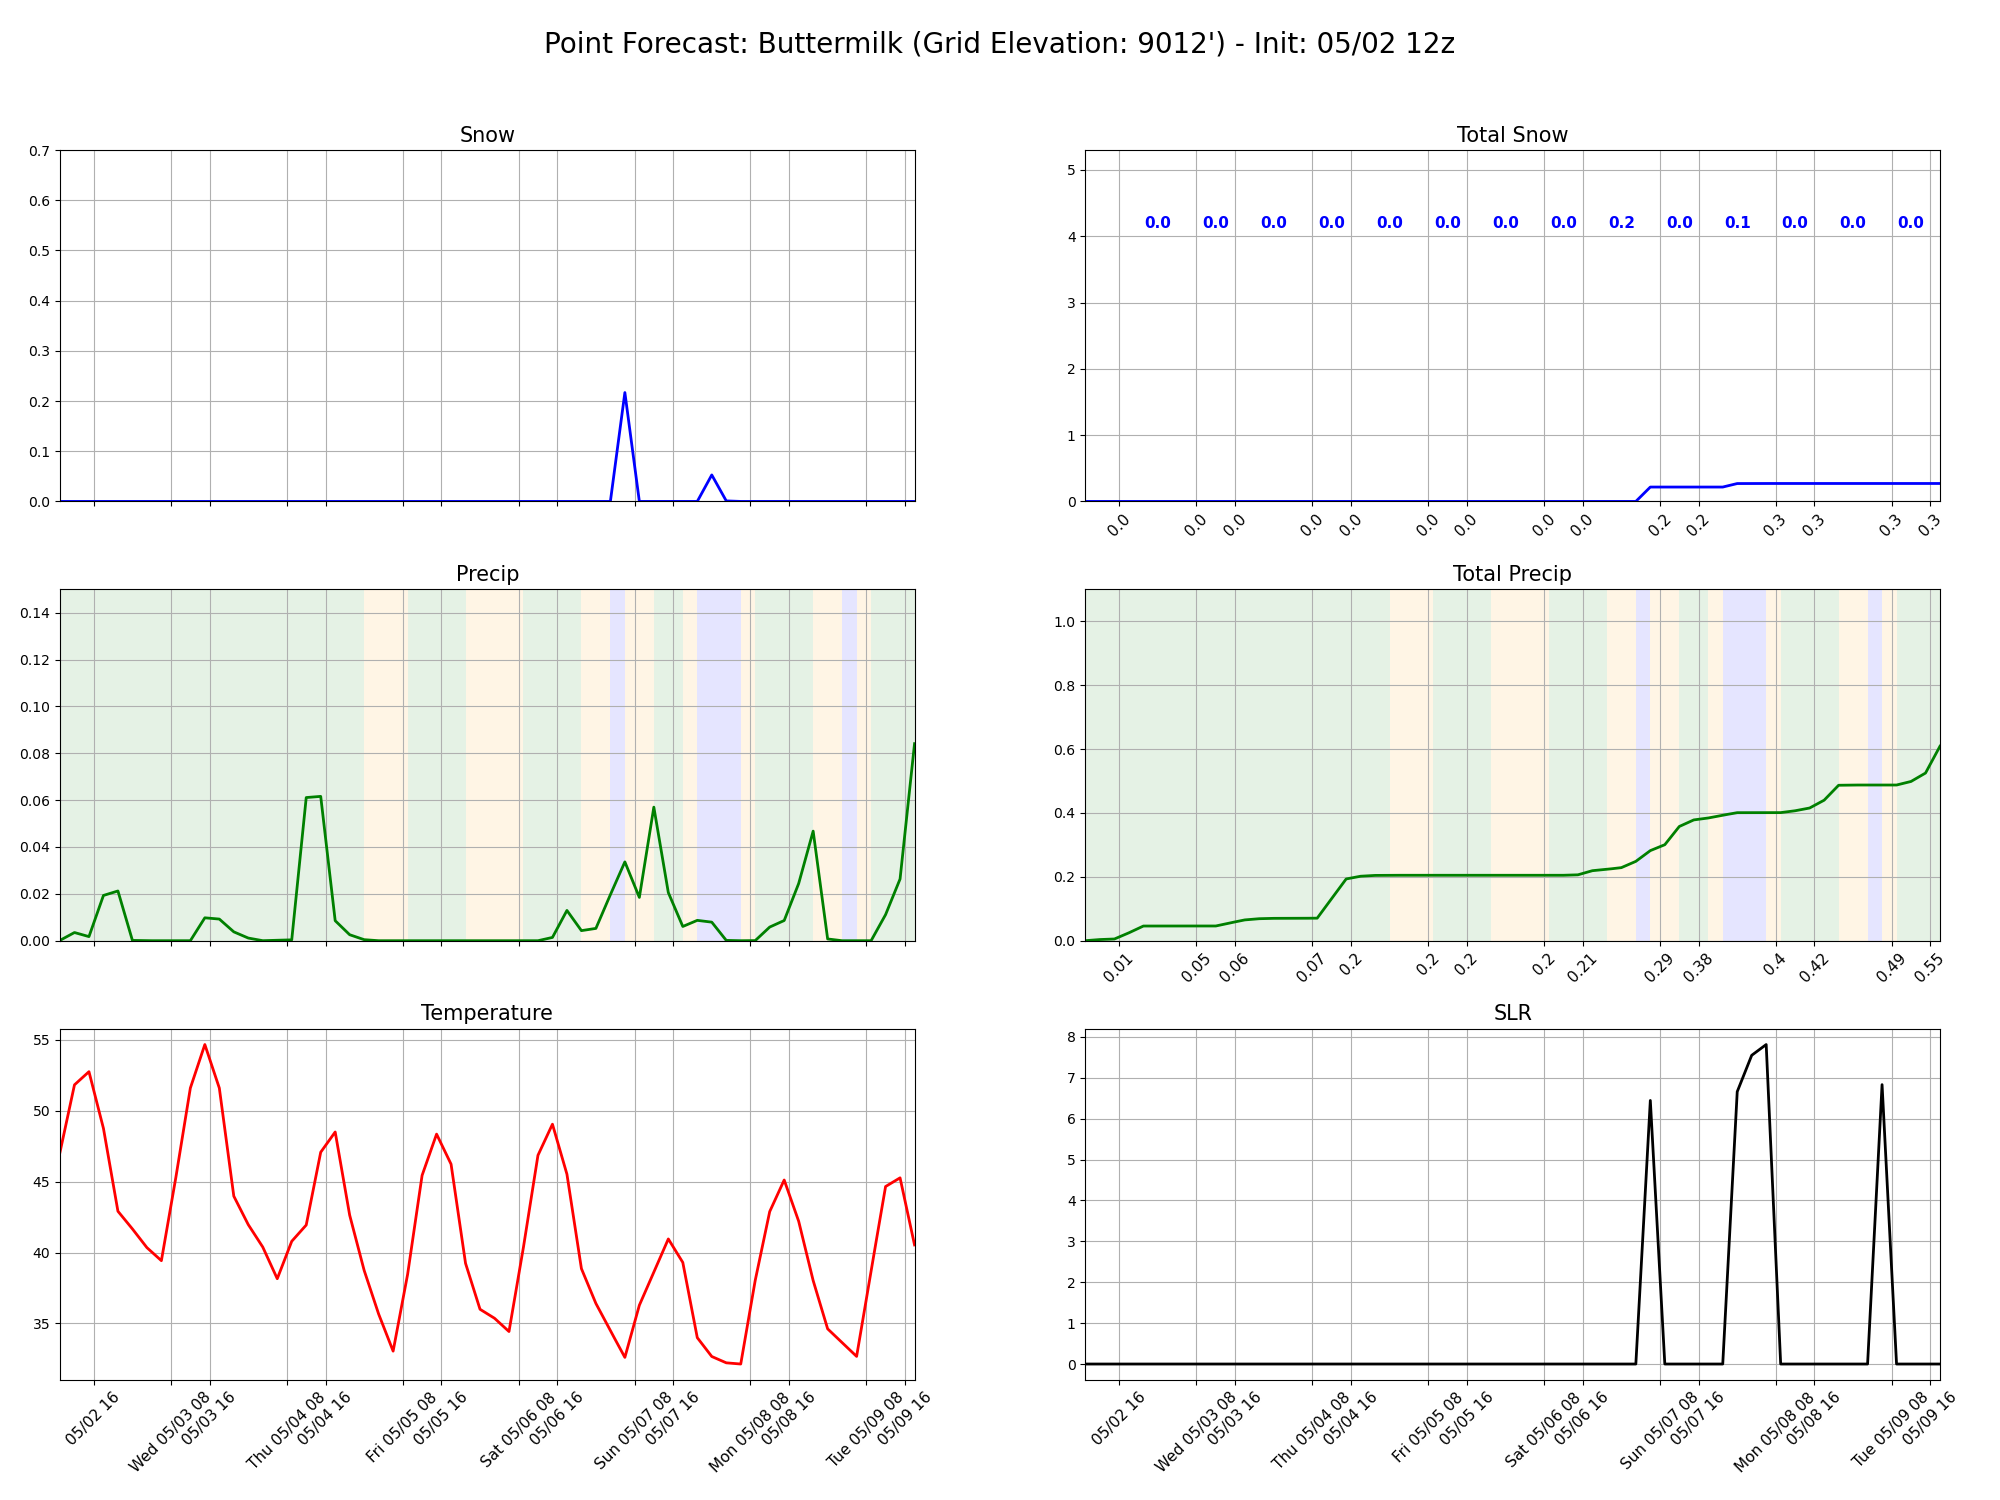 Point Forecast: Buttermilk (Grid Elevation: 9012') - Init: 05/02 12z
Snow
0.7
0.6
0.5
0.4
0.3
0.2
0.1
0.0
Total Snow
5
4
3
2
1
0
0.0 0.0 0.0 0.0 0.0 0.0 0.0 0.0 0.2 0.0 0.1 0.0 0.0 0.0
0.0 0.0 0.0 0.0 0.0 0.0 0.0 0.0 0.0 0.2 0.2 0.3 0.3 0.3 0.3
Precip
0.14
0.12
0.10
0.08
0.06
0.04
0.02
0.00
Total Precip
1.0
0.8
0.6
0.4
0.2
0.0
0.01 0.05 0.06 0.07 0.2 0.2 0.2 0.2 0.21 0.29 0.38 0.4 0.42 0.49 0.55
Temperature
55
50
45
40
35
05/02 16
Wed 05/03 08
05/03 16
Thu 05/04 08
05/04 16
Fri 05/05 08
05/05 16
Sat 05/06 08
05/06 16
Sun 05/07 08
05/07 16
Mon 05/08 08
05/08 16
Tue 05/09 08
05/09 16
SLR
8
7
6
5
4
3
2
1
0
05/02 16
Wed 05/03 08
05/03 16
Thu 05/04 08
05/04 16
Fri 05/05 08
05/05 16
Sat 05/06 08
05/06 16
Sun 05/07 08
05/07 16
Mon 05/08 08
05/08 16
Tue 05/09 08
05/09 16